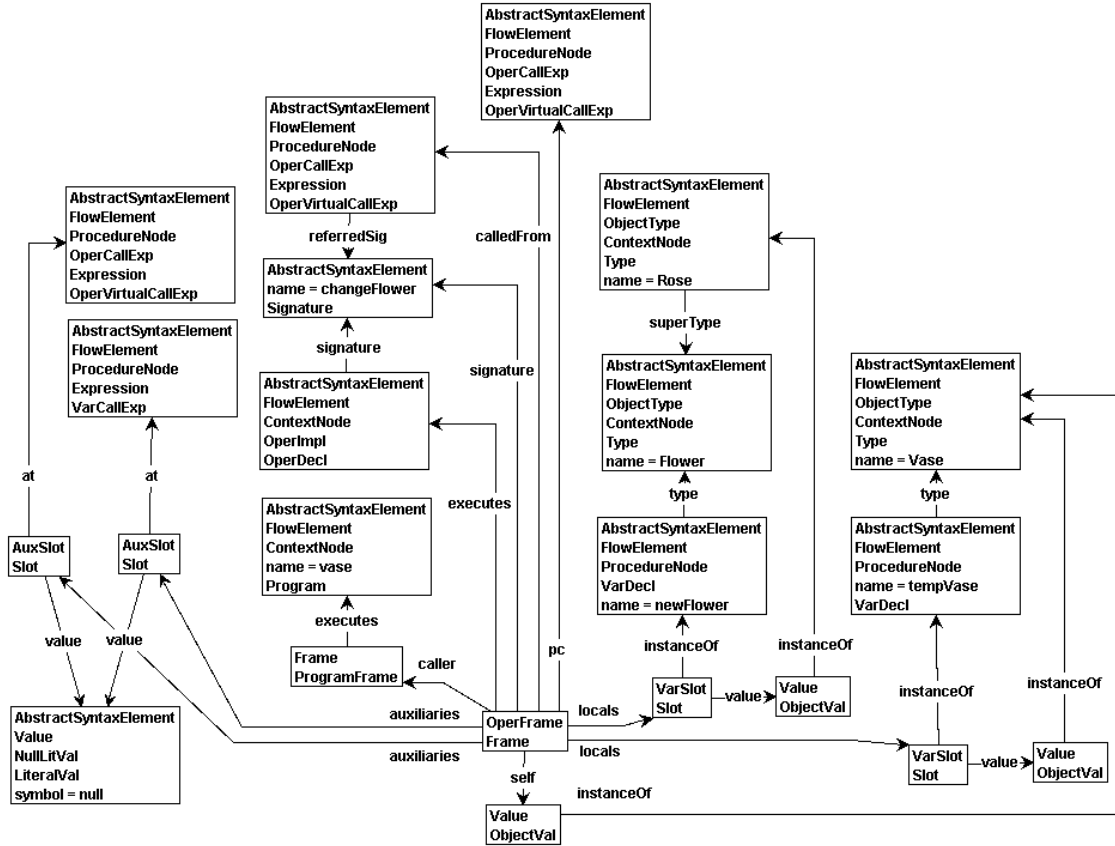 AbstractSyntaxElement
FlowElement
ProcedureNode
OperCallExp
Expression
OperVirtualCallExp
AbstractSyntaxElement
FlowElement
ProcedureNode
OperCallExp
Expression
OperVirtualCallExp
AbstractSyntaxElement
FlowElement
ProcedureNode
OperCallExp
Expression
OperVirtualCallExp
AbstractSyntaxElement
FlowElement
ObjectType
ContextNode
Type
name = Rose
referredSig
calledFrom
AbstractSyntaxElement
name = changeFlower
Signature
AbstractSyntaxElement
FlowElement
ProcedureNode
Expression
VarCallExp
superType
signature
signature
AbstractSyntaxElement
FlowElement
ObjectType
ContextNode
Type
name = Flower
AbstractSyntaxElement
FlowElement
ObjectType
ContextNode
Type
name = Vase
AbstractSyntaxElement
FlowElement
ContextNode
OperImpl
OperDecl
at
at
executes
type
type
AbstractSyntaxElement
FlowElement
ContextNode
name = vase
Program
AuxSlot
Slot
AuxSlot
Slot
AbstractSyntaxElement
FlowElement
ProcedureNode
VarDecl
name = newFlower
AbstractSyntaxElement
FlowElement
ProcedureNode
name = tempVase
VarDecl
executes
value
value
pc
instanceOf
instanceOf
instanceOf
instanceOf
Frame
ProgramFrame
caller
VarSlot
Slot
value
Value
ObjectVal
auxiliaries
auxiliaries
OperFrame
Frame
locals
locals
AbstractSyntaxElement
Value
NullLitVal
LiteralVal
symbol = null
VarSlot
Slot
value
Value
ObjectVal
self
instanceOf
Value
ObjectVal